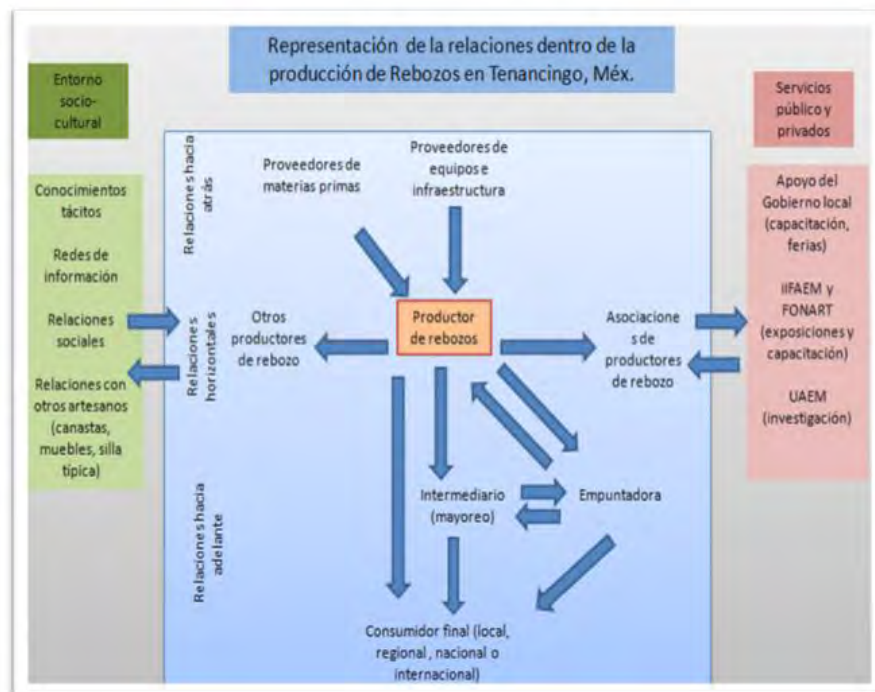 Representación de la relaciones dentro de la
producción de Rebozos en Tenancingo, Méx.
Entorno
socio-
cultural
Conocimientos
tácitos
Redes de
información
Relaciones
sociales
Relaciones con
otros artesanos
(canastas,
muebles, silla
típica)
Relaciones hacia
atrás
Relaciones
horizontales
Relaciones hacia
adelante
Proveedores de
materias primas
Proveedores de
equipos e
infraestructura
Otros
productores
de rebozo
Productor
de rebozos
Asociacione
s de
productores
de rebozo
Intermediario
(mayoreo)
Empuntadora
Consumidor final (local,
regional, nacional o
internacional)
Servicios
público y
privados
Apoyo del
Gobierno local
(capacitación,
ferias)
IIFAEM y
FONART
(exposiciones y
capacitación)
UAEM
(investigación)